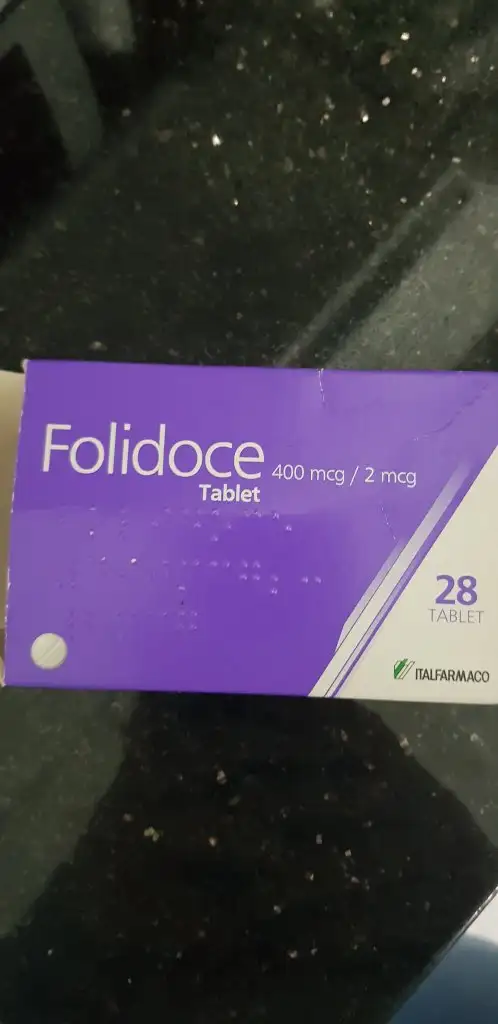 Folidoce 400 mcg / 2 mcg
Tablet
28
TABLET
ITALFARMACO